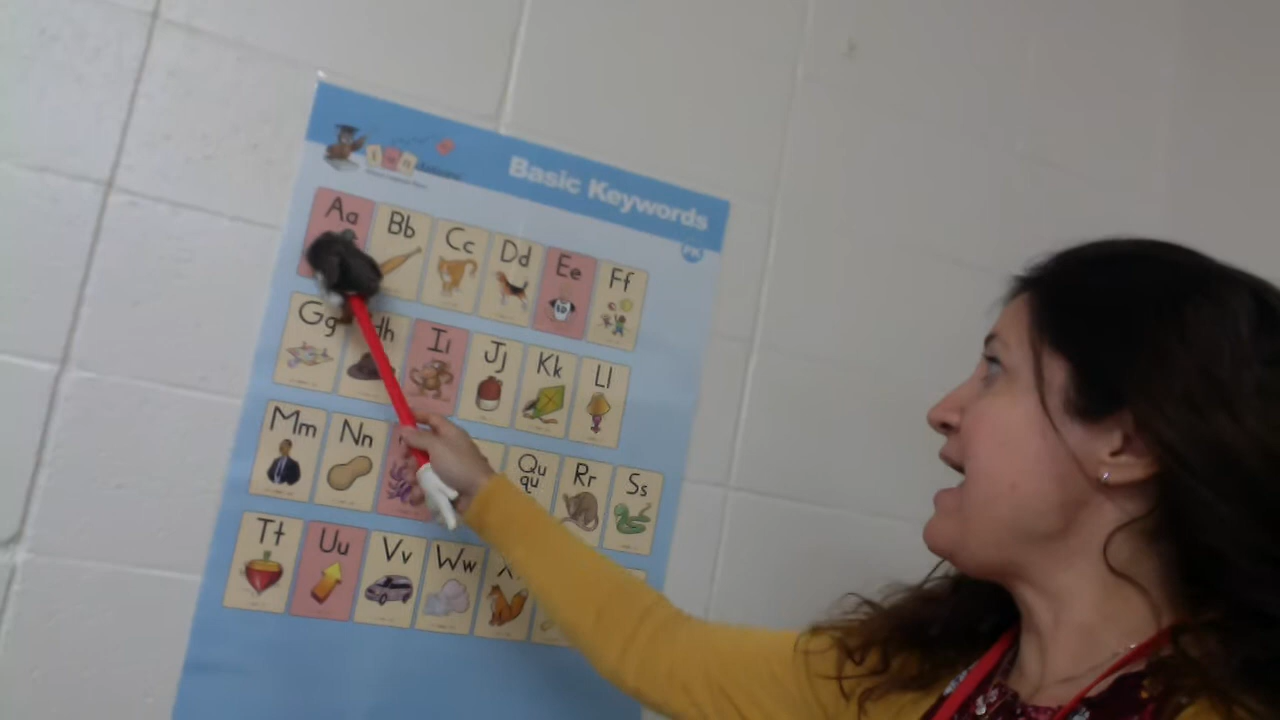 Basic Keywords
Aa Bb Cc Dd Ee Ff
Gg Hh Ii Jj Kk Ll
Mm Nn Qu qu Rr Ss
Tt Uu Vv Ww